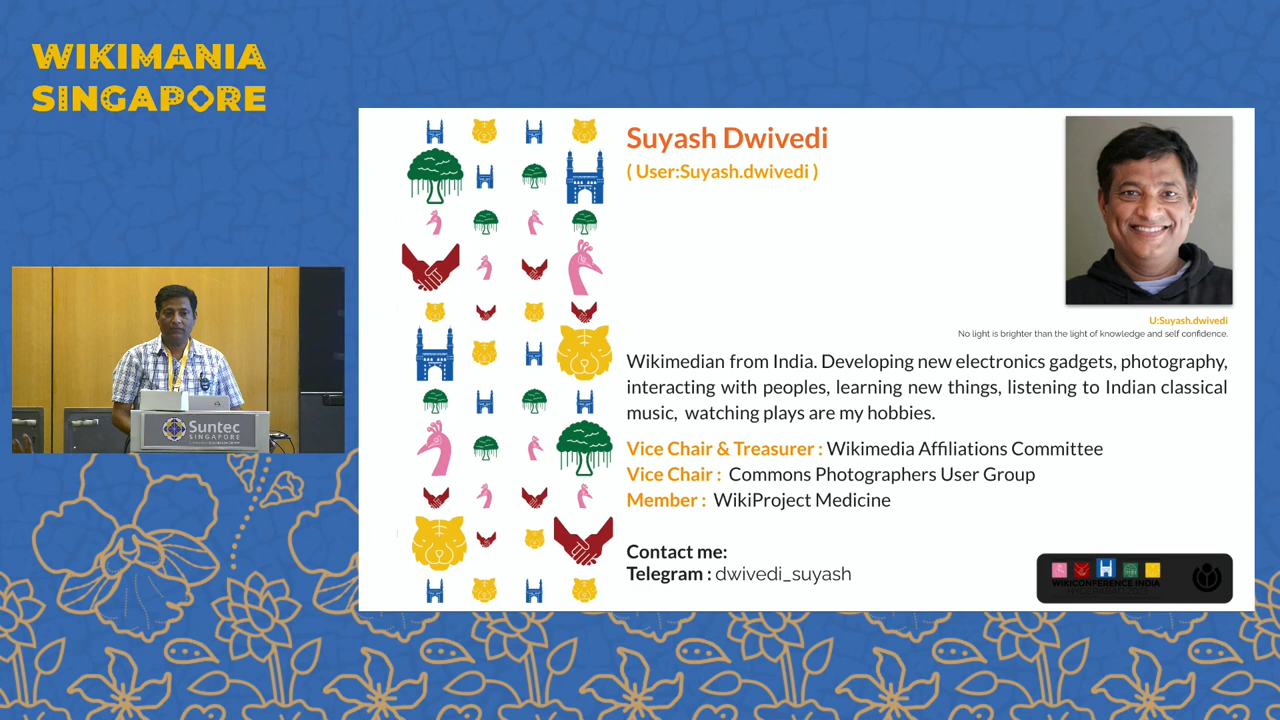 WIKIMANIA
SINGAPORE
Suyash Dwivedi
( User:Suyash.dwivedi )
U:Suyash.dwivedi
No light is brighter than the light of knowledge and self confidence.
Wikimedian from India. Developing new electronics gadgets, photography,
interacting with peoples, learning new things, listening to Indian classical
music, watching plays are my hobbies.
Vice Chair & Treasurer : Wikimedia Affiliations Committee
Vice Chair : Commons Photographers User Group
Member : WikiProject Medicine
Contact me:
Telegram : dwivedi_suyash
Suntec
SINGAPORE
WIKICONFERENCE INDIA